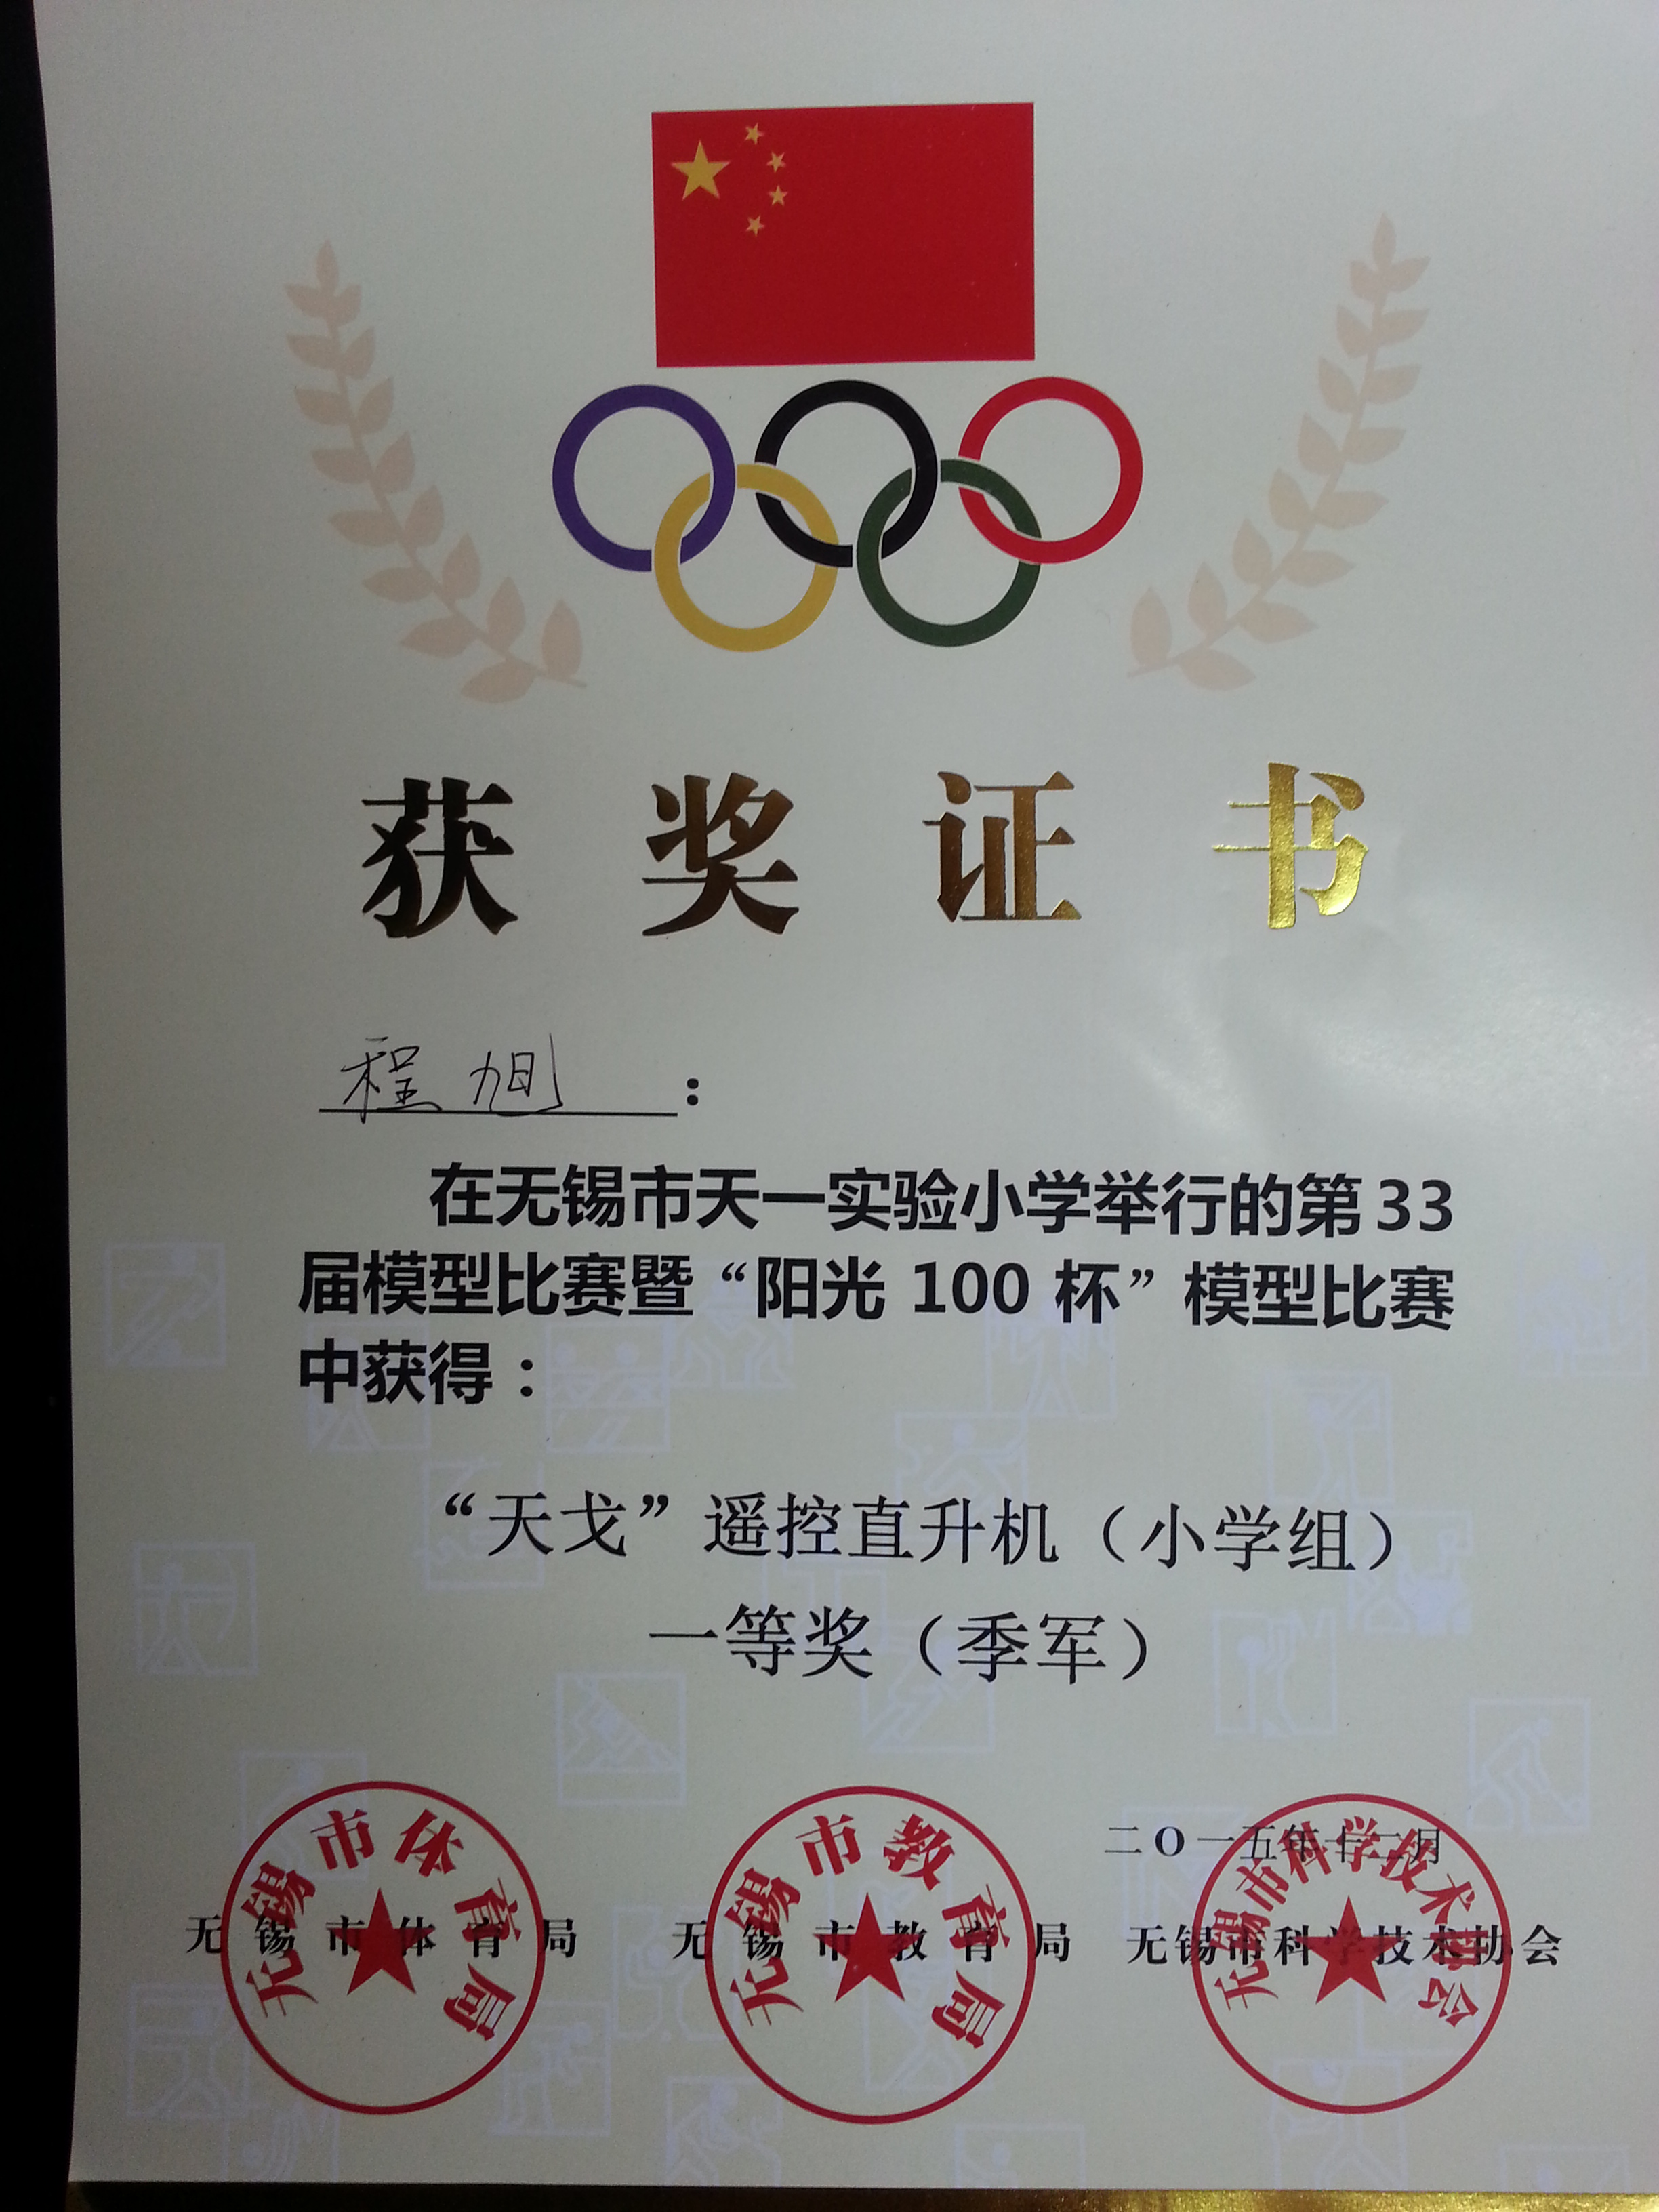 获奖证书
程旭：
在无锡市天一实验小学举行的第33
届模型比赛暨“阳光 100 杯”模型比赛
中获得：
“天戈”遥控直升机（小学组）
一等奖（季军）
二〇一五年十二月
无锡市体育局 无锡市教育局 无锡市科学技术协会
无锡市体育局
无锡市教育局
无锡市科学技术协会